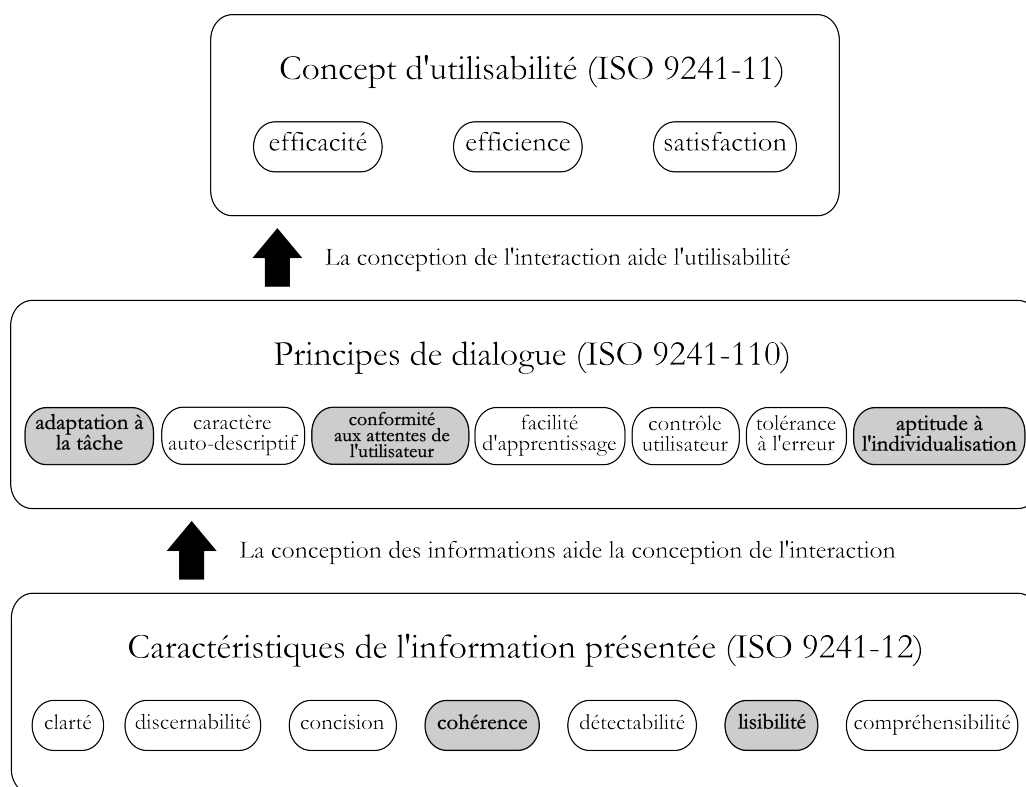 Concept d'utilisabilité (ISO 9241-11)
efficacité
efficience
satisfaction
La conception de l'interaction aide l'utilisabilité
Principes de dialogue (ISO 9241-110)
adaptation à
la tâche
caractère
auto-descriptif
conformité
aux attentes de
l'utilisateur
facilité
d'apprentissage
contrôle
utilisateur
tolérance
à l'erreur
aptitude à
l'individualisation
La conception des informations aide la conception de l'interaction
Caractéristiques de l'information présentée (ISO 9241-12)
clarté
discernabilité
concision
cohérence
détectabilité
lisibilité
compréhensibilité